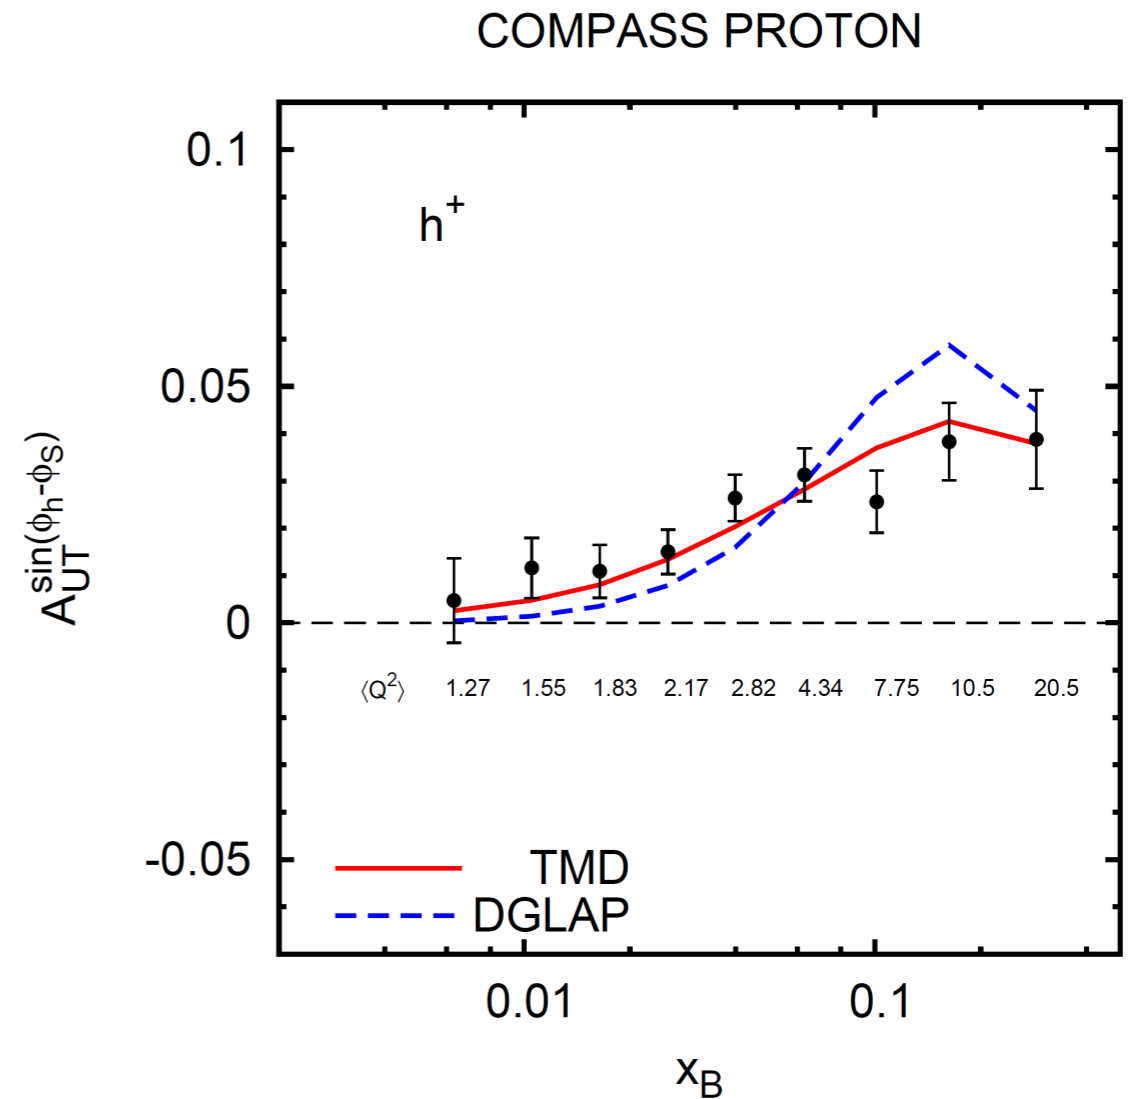 COMPASS PROTON
0.1
h+
0.05
A_UT^sin(ϕh-ϕS)
0
⟨Q2⟩ 1.27 1.55 1.83 2.17 2.82 4.34 7.75 10.5 20.5
-0.05
TMD
DGLAP
0.01 0.1
xB